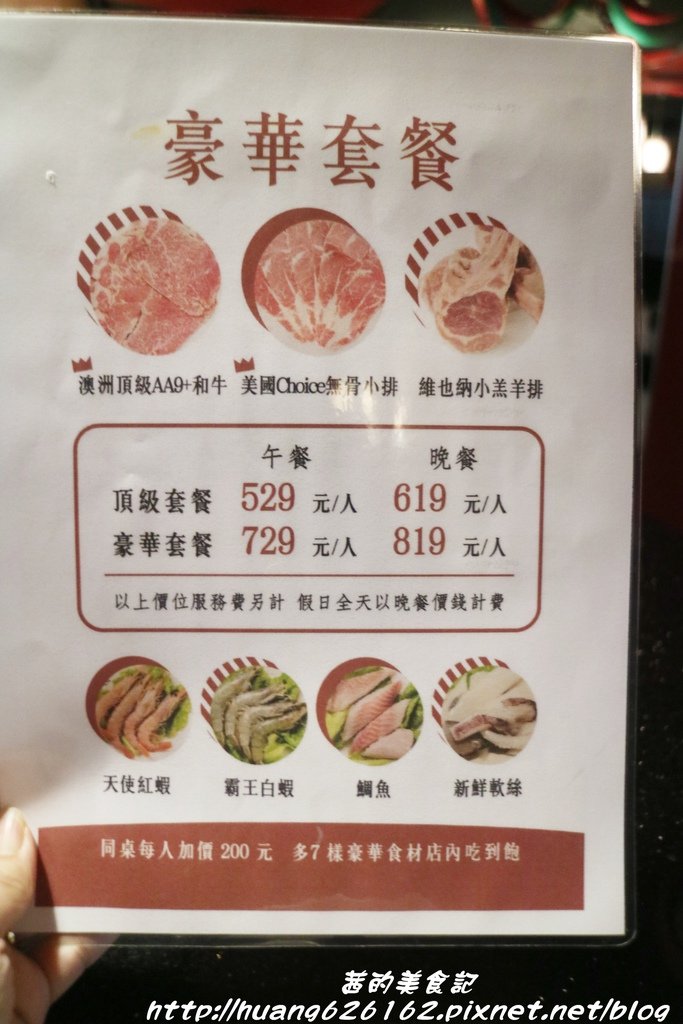 豪華套餐
澳洲頂級AA9+和牛 美國Choice無骨小排 維也納小羔羊排
午餐 晚餐
頂級套餐 529 元/人 619 元/人
豪華套餐 729 元/人 819 元/人
以上價位服務費另計 假日全天以晚餐價錢計費
天使紅蝦 霸王白蝦 鯛魚 新鮮軟絲
同桌每人加價 200 元 多7樣豪華食材店內吃到飽
茜的美食記
http://huang626162.pixnet.net/blog